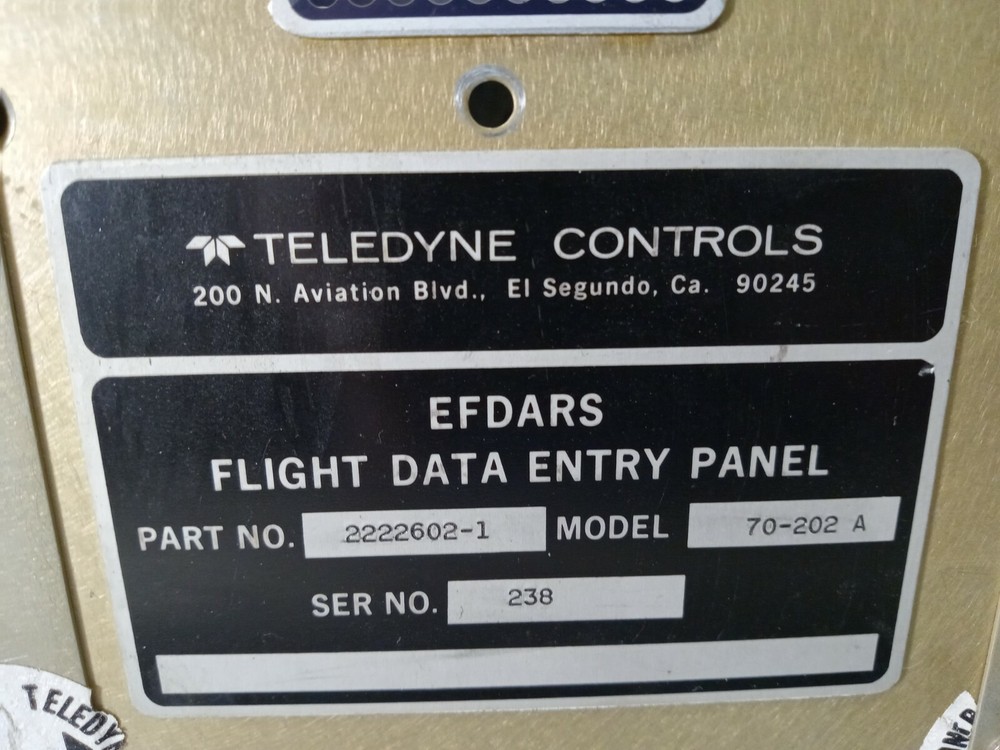 TELEDYNE CONTROLS
200 N. Aviation Blvd., El Segundo, Ca. 90245
EFDARS
FLIGHT DATA ENTRY PANEL
PART NO. 2222602-1 MODEL 70-202 A
SER NO. 238